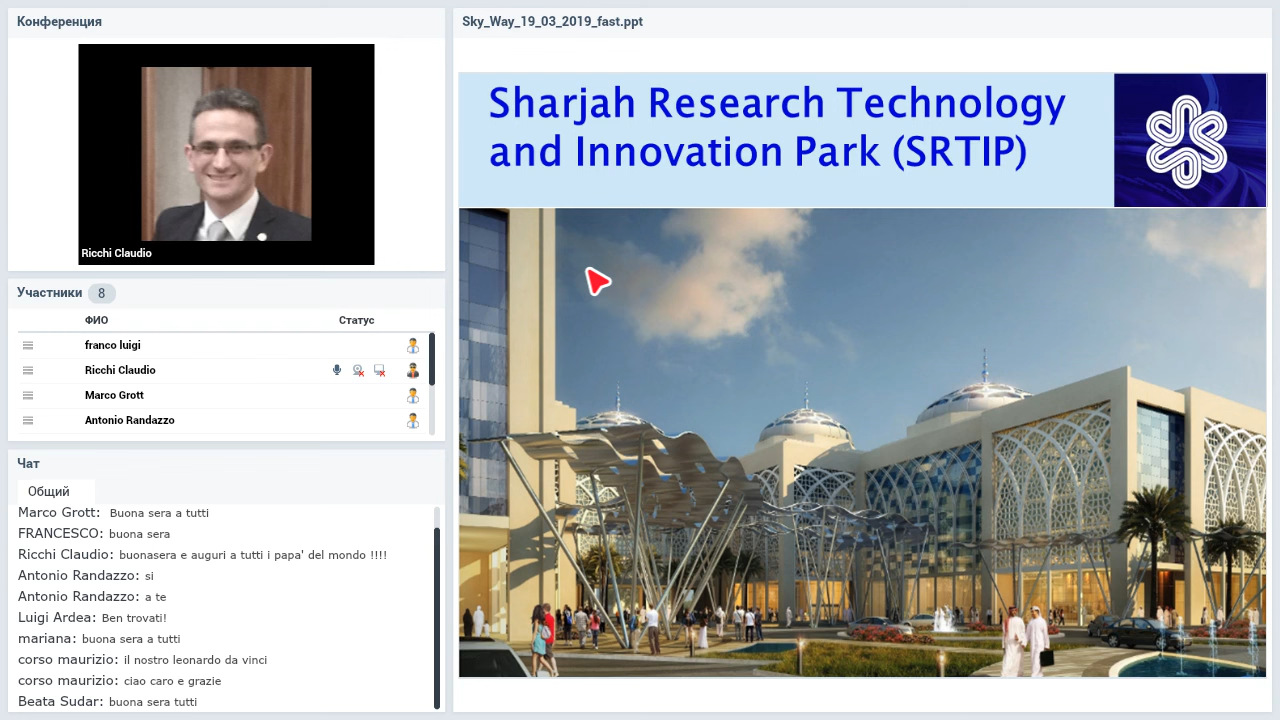 Конференция
Ricchi Claudio
Участники 8
ФИО Статус
franco luigi
Ricchi Claudio
Marco Grott
Antonio Randazzo
Чат
Общий
Marco Grott: Buona sera a tutti
FRANCESCO: buona sera
Ricchi Claudio: buonasera e auguri a tutti i papa' del mondo !!!!
Antonio Randazzo: si
Antonio Randazzo: a te
Luigi Ardea: Ben trovati!
mariana: buona sera a tutti
corso maurizio: il nostro leonardo da vinci
corso maurizio: ciao caro e grazie
Beata Sudar: buona sera tutti
Sky_Way_19_03_2019_fast.ppt
Sharjah Research Technology
and Innovation Park (SRTIP)